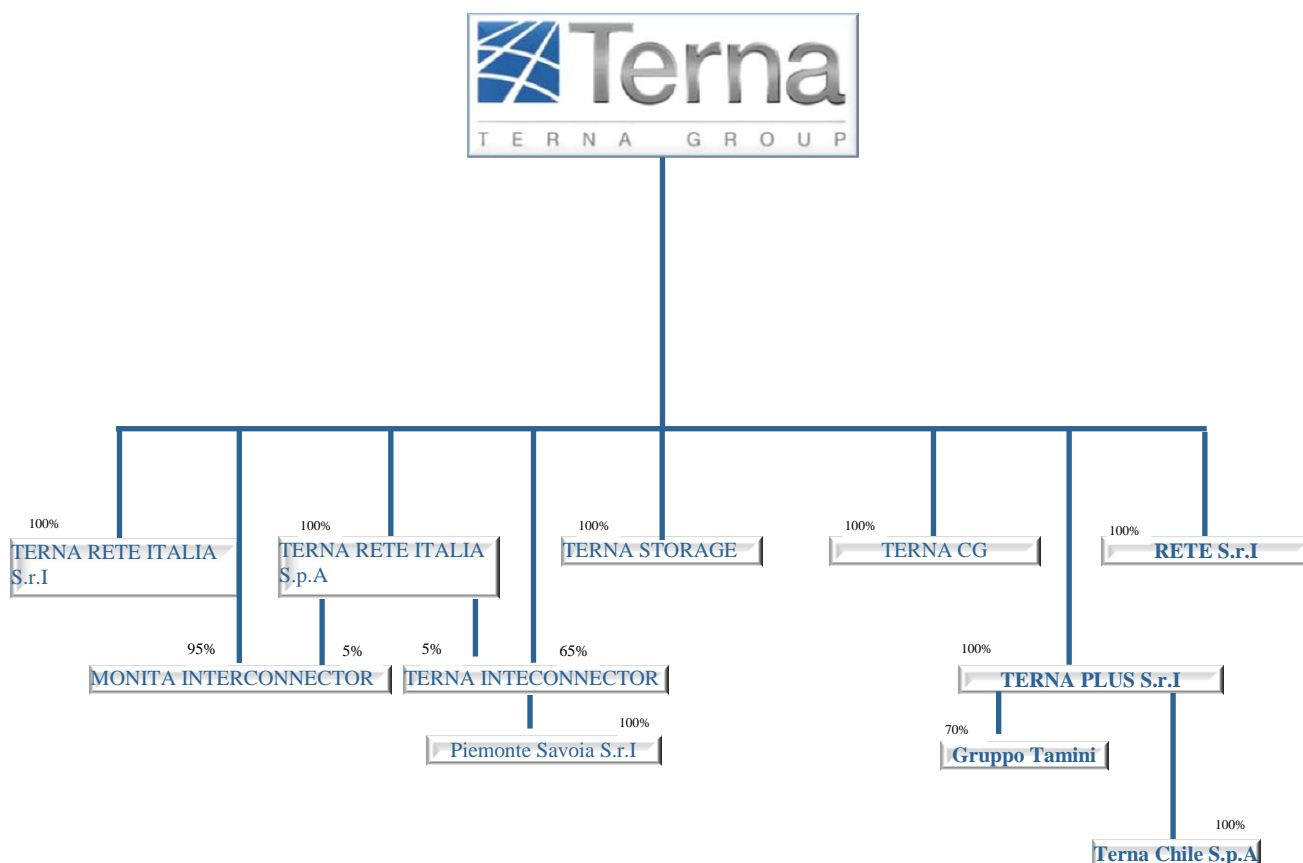 Terna
TERNA GROUP
100%
100%
100%
100%
100%
TERNA RETE ITALIA
S.r.I
TERNA RETE ITALIA
S.p.A
TERNA STORAGE
TERNA CG
RETE S.r.I
95%
5%
5%
65%
100%
MONITA INTERCONNECTOR
TERNA INTECONNECTOR
TERNA PLUS S.r.I
100%
70%
Piemonte Savoia S.r.I
Gruppo Tamini
100%
Terna Chile S.p.A